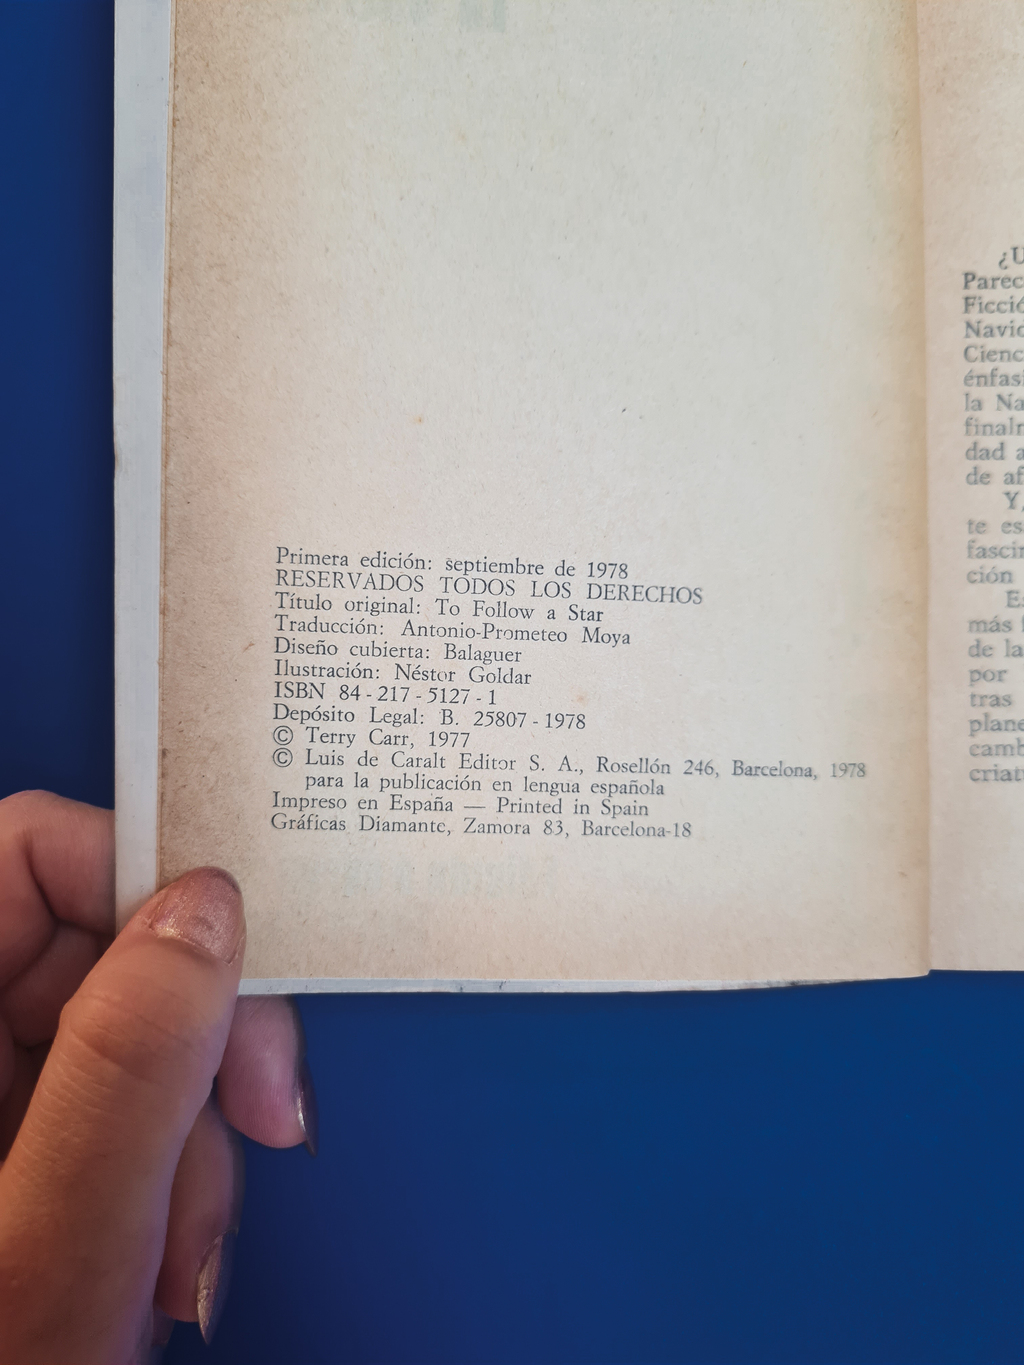 Primera edición: septiembre de 1978
RESERVADOS TODOS LOS DERECHOS
Título original: To Follow a Star
Traducción: Antonio-Prometeo Moya
Diseño cubierta: Balaguer
Ilustración: Néstor Goldar
ISBN 84 - 217 - 5127 - 1
Depósito Legal: B. 25807 - 1978
© Terry Carr, 1977
© Luis de Caralt Editor S. A., Rosellón 246, Barcelona, 1978
para la publicación en lengua española
Impreso en España — Printed in Spain
Gráficas Diamante, Zamora 83, Barcelona-18
¿U
Parec
Ficció
Navid
Cienc
énfasi
la Na
finalm
dad a
de af
Y,
te es
fascin
ción
Es
más f
de la
por
tras
plane
camb
criat